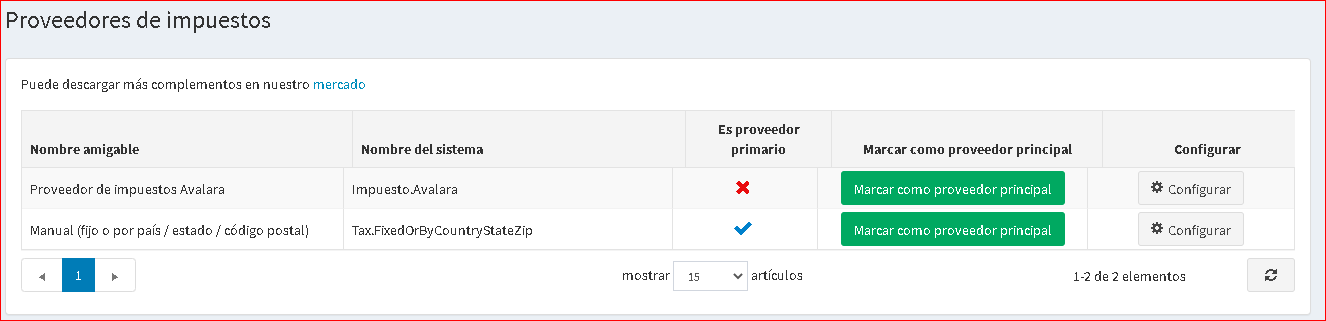 Proveedores de impuestos
Puede descargar más complementos en nuestro mercado
Es proveedor
Nombre amigable Nombre del sistema primario Marcar como proveedor principal Configurar
Proveedor de impuestos Avalara Impuesto.Avalara Marcar como proveedor principal Configurar
Manual (fijo o por país / estado / código postal) Tax.FixedOrByCountryStateZip Marcar como proveedor principal Configurar
1 mostrar 15 artículos 1-2 de 2 elementos